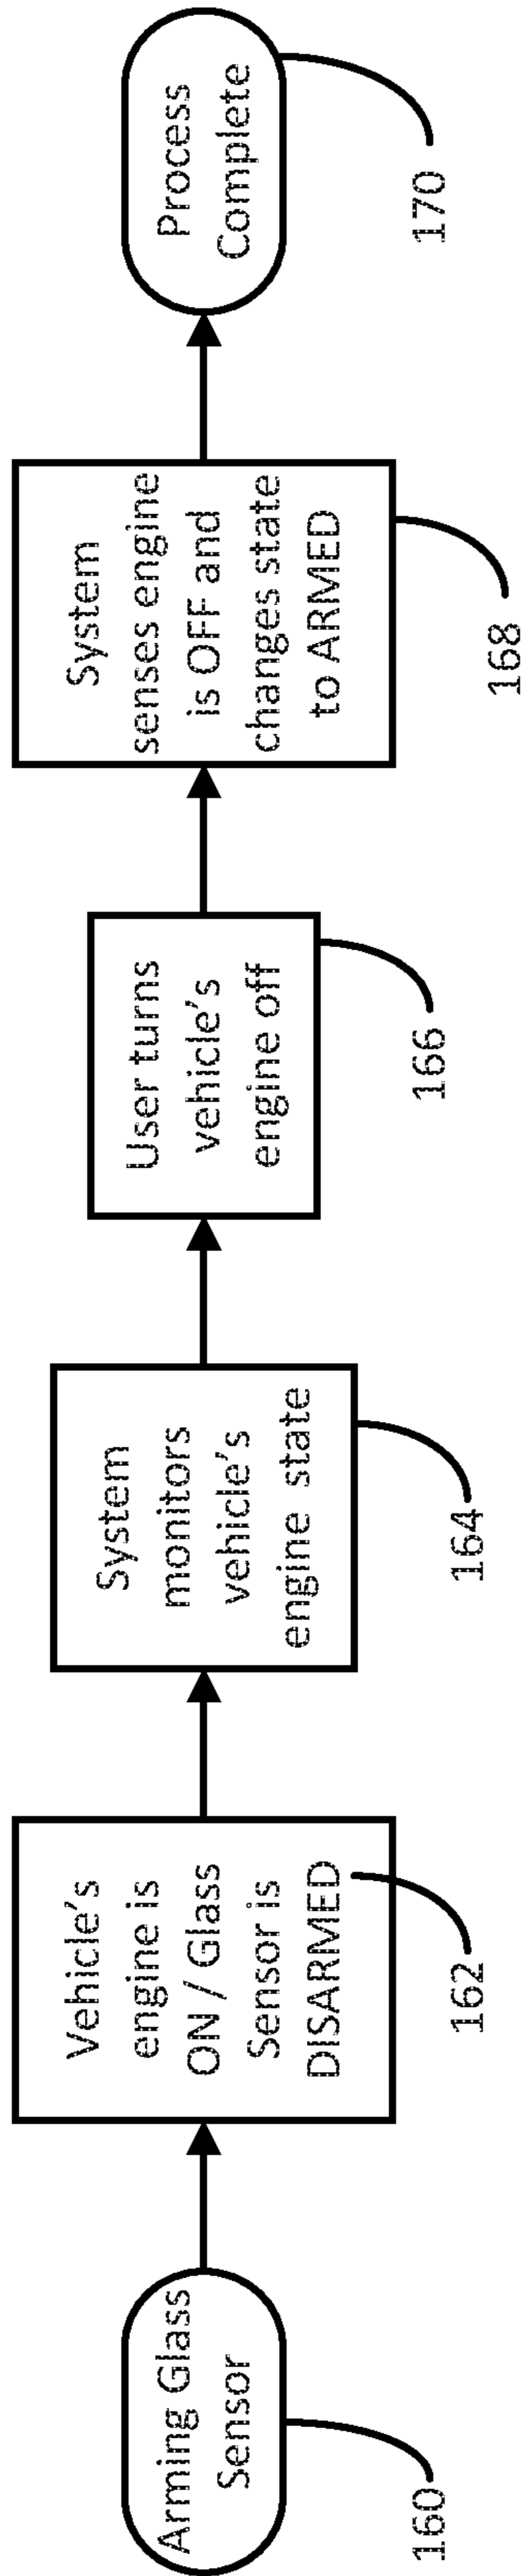 Arming Glass
Sensor
160
Vehicle's
engine is
ON / Glass
Sensor is
DISARMED
162
System
monitors
vehicle's
engine state
164
User turns
vehicle's
engine off
166
System
senses engine
is OFF and
changes state
to ARMED
168
Process
Complete
170